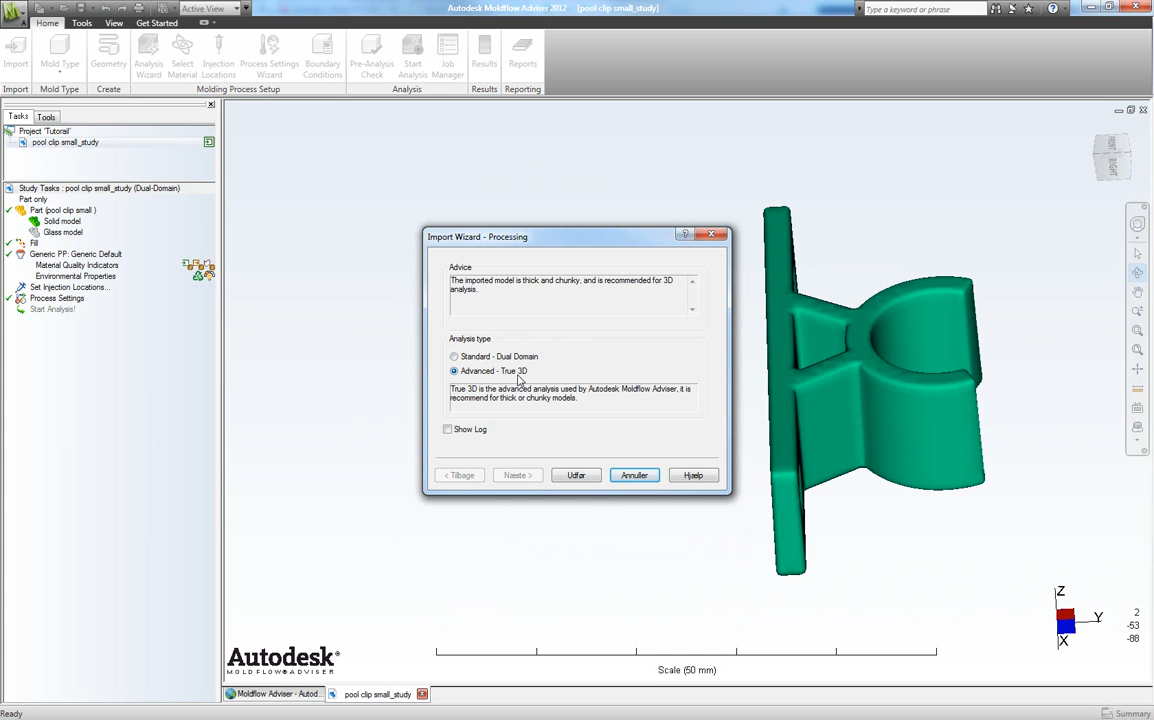 Active View
Autodesk Moldflow Adviser 2012 [pool clip small_study]
Type a keyword or phrase
Home
Tools
View
Get Started
Import
Mold Type
Geometry
Analysis Wizard
Select Material
Injection Locations
Process Settings Wizard
Boundary Conditions
Pre-Analysis Check
Start Analysis
Job Manager
Results
Reports
Import
Mold Type
Create
Molding Process Setup
Analysis
Results
Reporting
Tasks
Tools
Project 'Tutorail'
pool clip small_study
Study Tasks : pool clip small_study (Dual-Domain)
Part only
Part (pool clip small )
Solid model
Glass model
Fill
Generic PP: Generic Default
Material Quality Indicators
Environmental Properties
Set Injection Locations...
Process Settings
Start Analysis!
Import Wizard - Processing
Advice
The imported model is thick and chunky, and is recommended for 3D
analysis.
Analysis type
Standard - Dual Domain
Advanced - True 3D
True 3D is the advanced analysis used by Autodesk Moldflow Adviser, it is
recommend for thick or chunky models.
Show Log
< Tilbage
Næste >
Udfør
Annuller
Hjælp
FRONT
RIGHT
Z
Y
X
2
-53
-88
Autodesk®
MOLDFLOW®ADVISER
Scale (50 mm)
Moldflow Adviser - Autod...
pool clip small_study
Ready
Summary